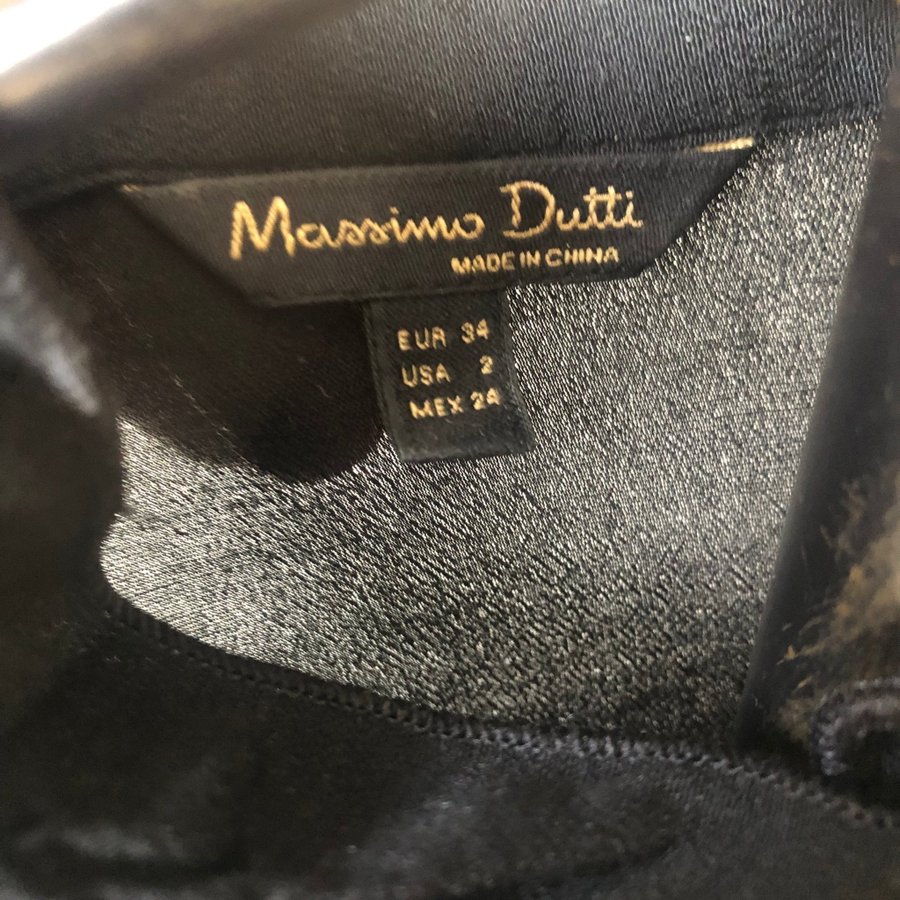 Massimo Dutti
MADE IN CHINA
EUR 34
USA 2
MEX 24